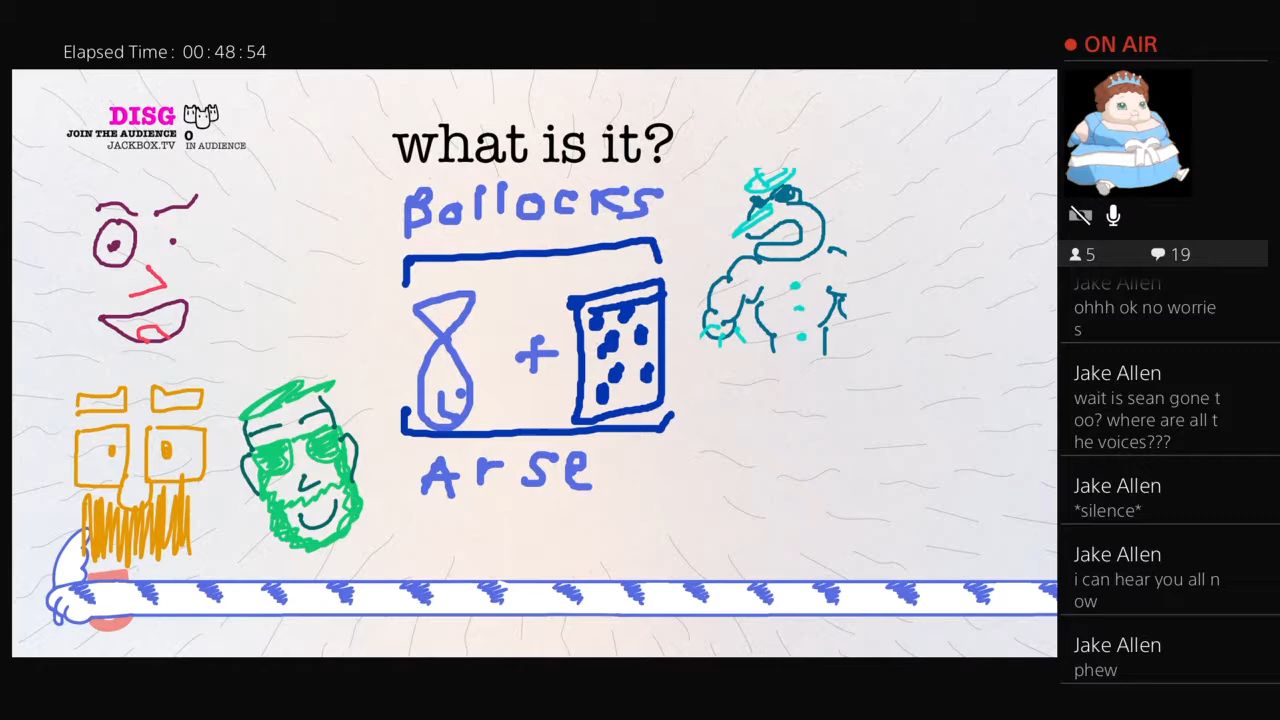 Elapsed Time: 00:48:54
ON AIR
DISG
JOIN THE AUDIENCE
JACKBOX.TV
0
IN AUDIENCE
what is it?
Bollocks
+
Arse
5 19
Jake Allen
ohhh ok no worrie
s
Jake Allen
wait is sean gone t
oo? where are all t
he voices???
Jake Allen
*silence*
Jake Allen
i can hear you all n
ow
Jake Allen
phew